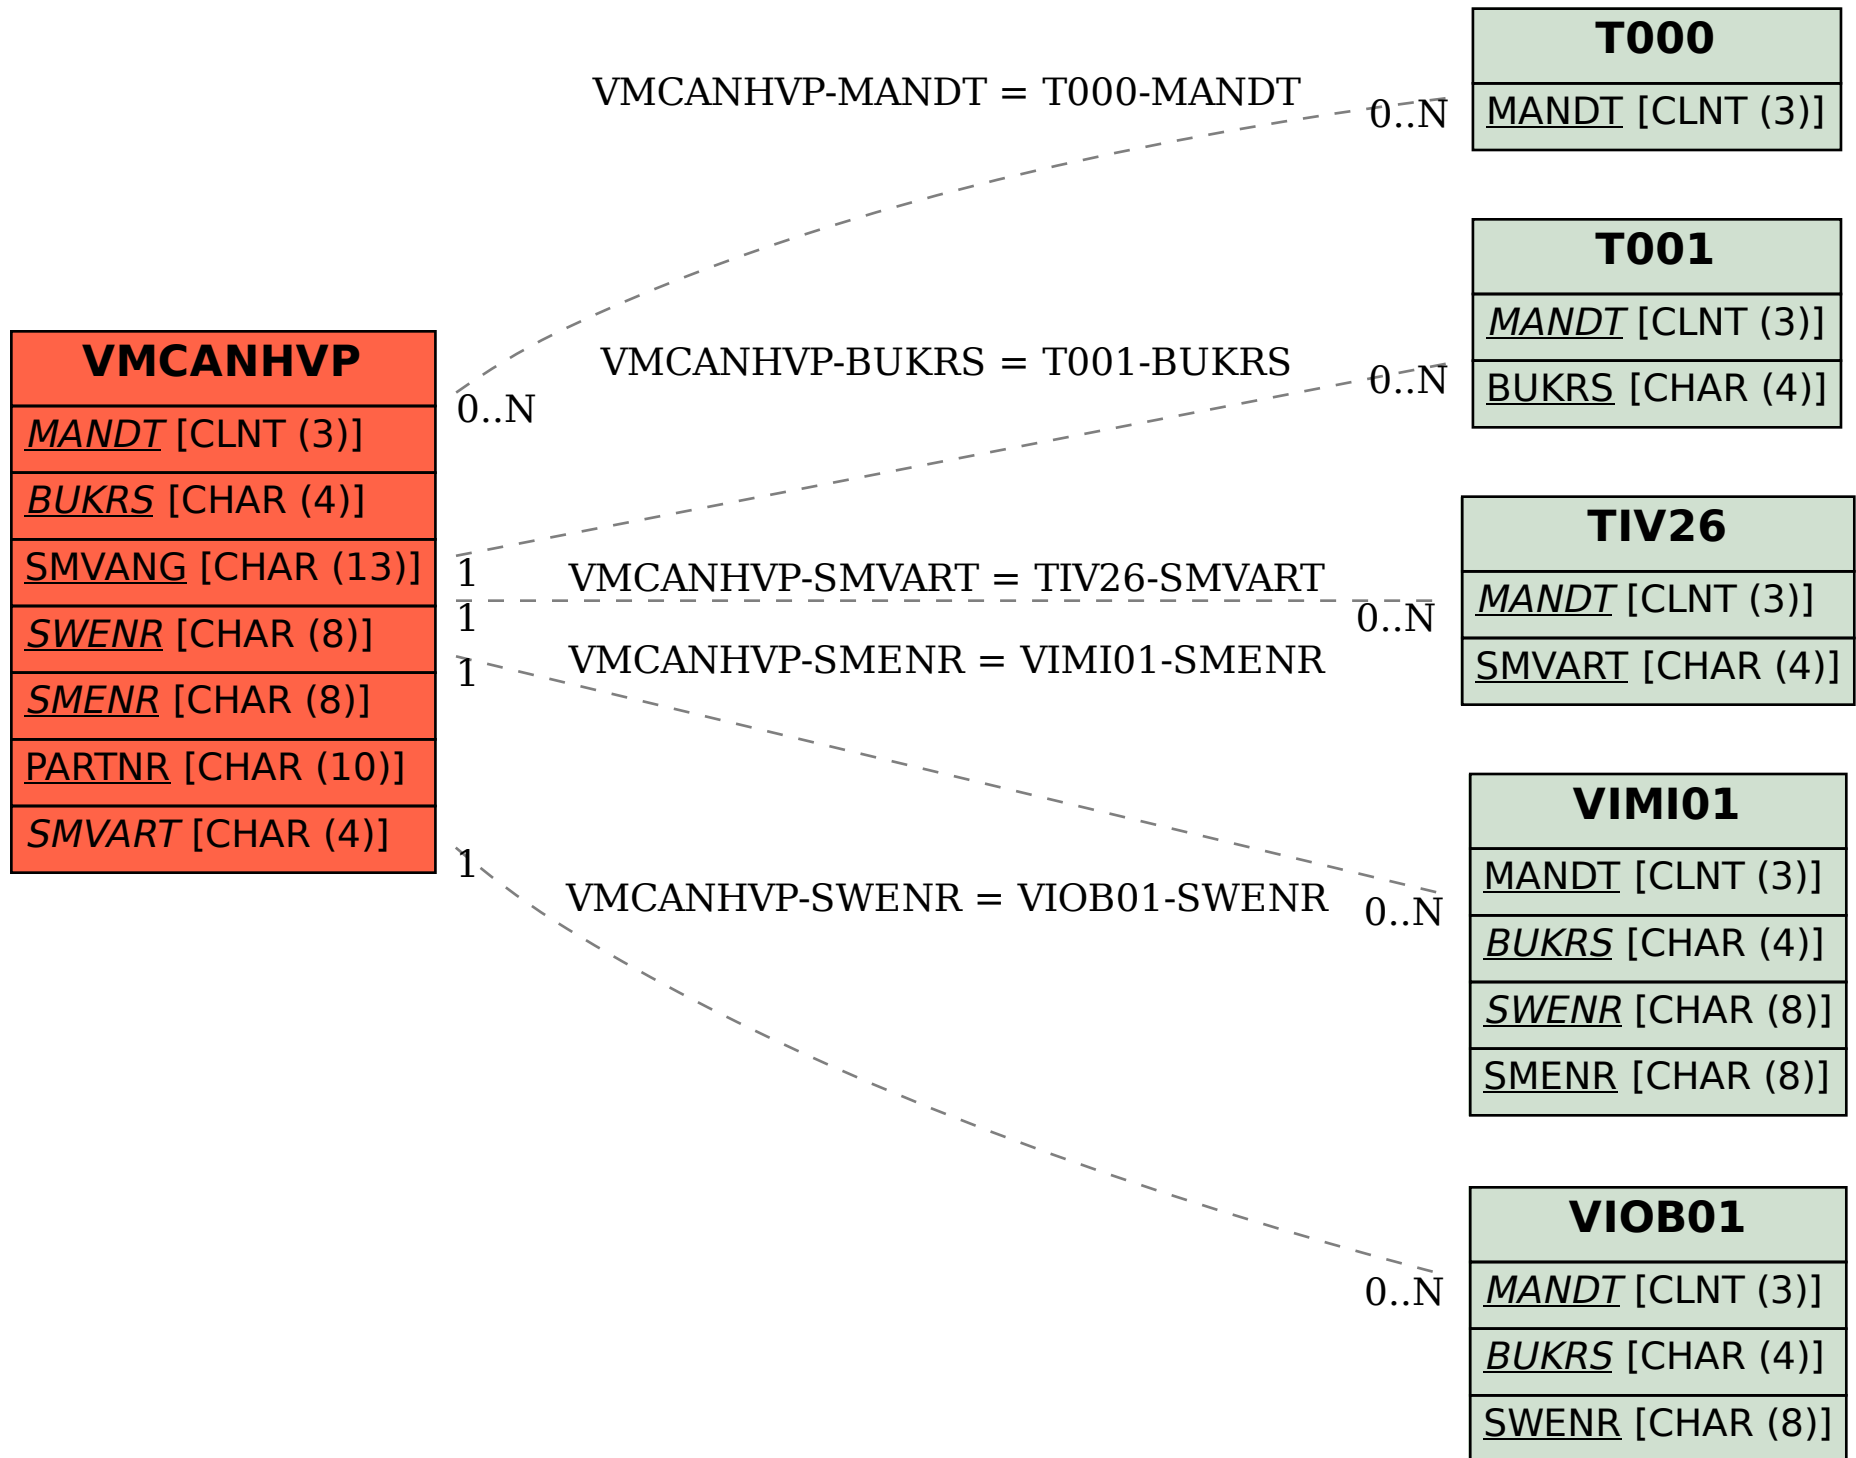 VMCANHVP
MANDT [CLNT (3)]
BUKRS [CHAR (4)]
SMVANG [CHAR (13)]
SWENR [CHAR (8)]
SMENR [CHAR (8)]
PARTNR [CHAR (10)]
SMVART [CHAR (4)]
VMCANHVP-MANDT = T000-MANDT
0..N
0..N
VMCANHVP-BUKRS = T001-BUKRS
0..N
1
VMCANHVP-SMVART = TIV26-SMVART
1
0..N
VMCANHVP-SMENR = VIMI01-SMENR
1
0..N
VMCANHVP-SWENR = VIOB01-SWENR
1
0..N
T000
MANDT [CLNT (3)]
T001
MANDT [CLNT (3)]
BUKRS [CHAR (4)]
TIV26
MANDT [CLNT (3)]
SMVART [CHAR (4)]
VIMI01
MANDT [CLNT (3)]
BUKRS [CHAR (4)]
SWENR [CHAR (8)]
SMENR [CHAR (8)]
VIOB01
MANDT [CLNT (3)]
BUKRS [CHAR (4)]
SWENR [CHAR (8)]